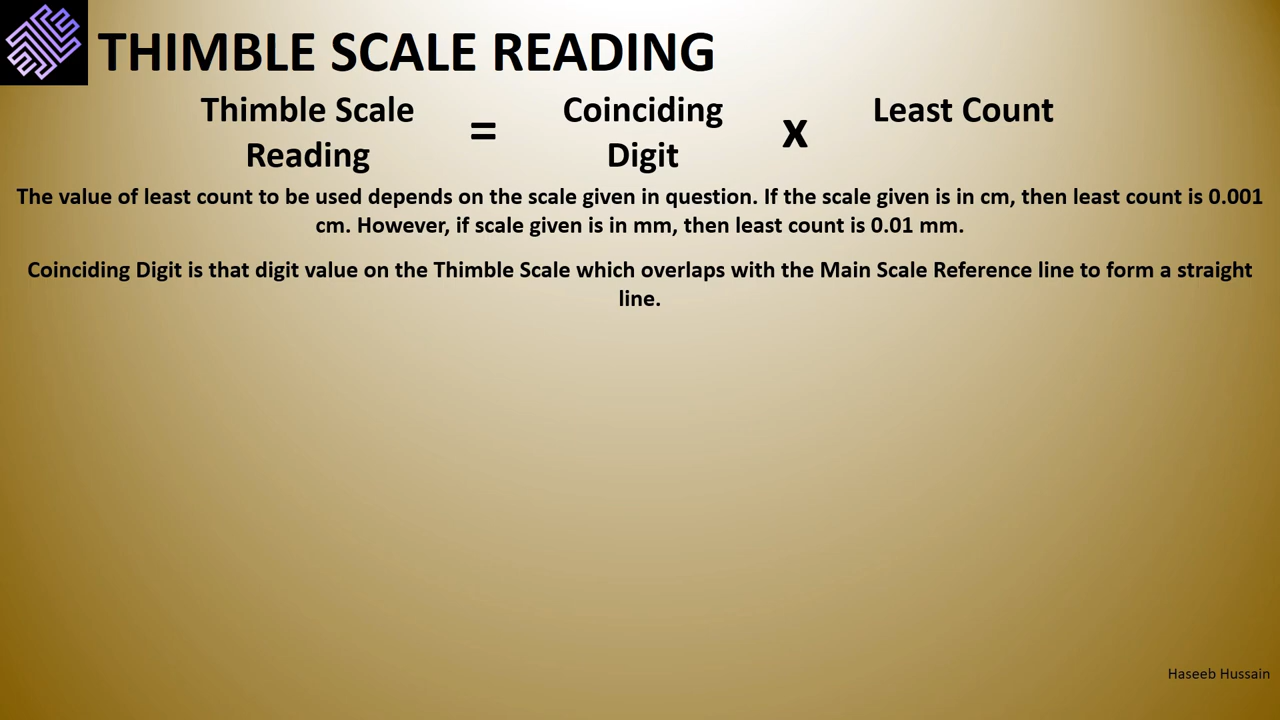 THIMBLE SCALE READING
Thimble Scale
Reading
=
Coinciding
Digit
x
Least Count
The value of least count to be used depends on the scale given in question. If the scale given is in cm, then least count is 0.001
cm. However, if scale given is in mm, then least count is 0.01 mm.
Coinciding Digit is that digit value on the Thimble Scale which overlaps with the Main Scale Reference line to form a straight
line.
Haseeb Hussain